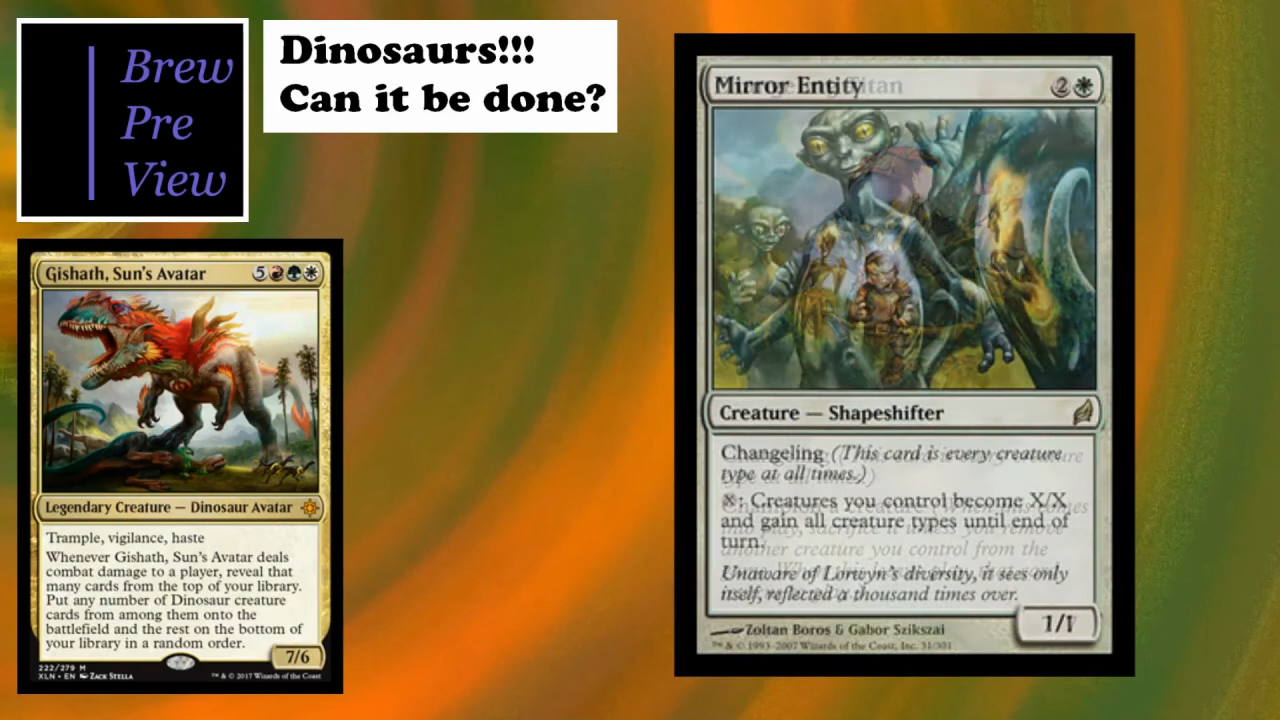 Brew
Pre
View
Dinosaurs!!!
Can it be done?
Gishath, Sun's Avatar 5
Legendary Creature — Dinosaur Avatar
Trample, vigilance, haste
Whenever Gishath, Sun's Avatar deals
combat damage to a player, reveal that
many cards from the top of your library.
Put any number of Dinosaur creature
cards from among them onto the
battlefield and the rest on the bottom of
your library in a random order.
7/6
222/279 M
XLN • EN ZACK STELLA
™ & © 2017 Wizards of the Coast
Mirror Entity 2
Creature — Shapeshifter
Changeling (This card is every creature
type at all times.)
X: Creatures you control become X/X
and gain all creature types until end of
turn.
Unaware of Lorwyn's diversity, it sees only
itself, reflected a thousand times over.
1/1
Zoltan Boros & Gabor Szikszai
™ & © 1993-2007 Wizards of the Coast, Inc. 31/301